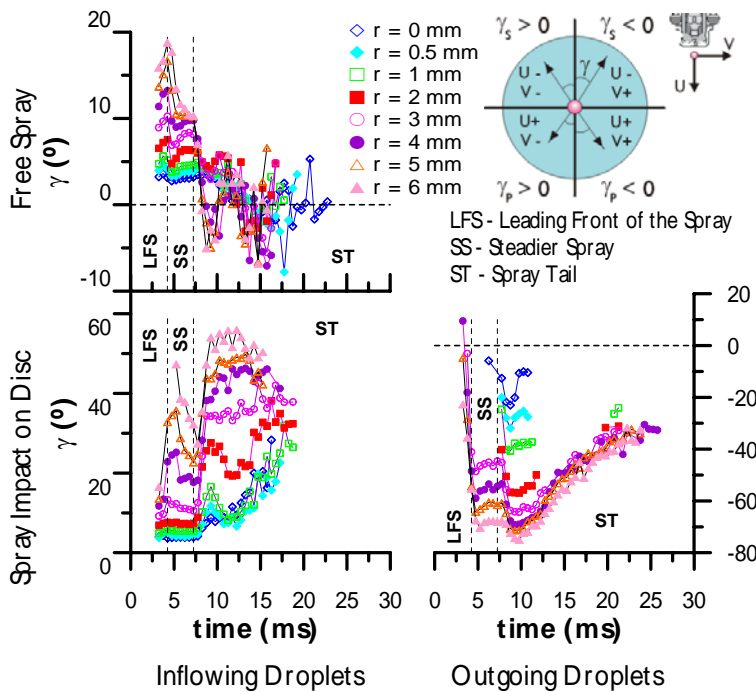 20
10
0
-10
Free Spray
γ (º)
LFS
SS
ST
r = 0 mm
r = 0.5 mm
r = 1 mm
r = 2 mm
r = 3 mm
r = 4 mm
r = 5 mm
r = 6 mm
γS > 0
γS < 0
V
U
γ
U -
V -
U -
V+
U+
V -
U+
V+
γP > 0
γP < 0
LFS - Leading Front of the Spray
SS - Steadier Spray
ST - Spray Tail
60
40
20
0
Spray Impact on Disc
γ (º)
LFS
SS
ST
0 5 10 15 20 25 30
time (ms)
Inflowing Droplets
20
0
-20
-40
-60
-80
LFS
SS
ST
0 5 10 15 20 25 30
time (ms)
Outgoing Droplets